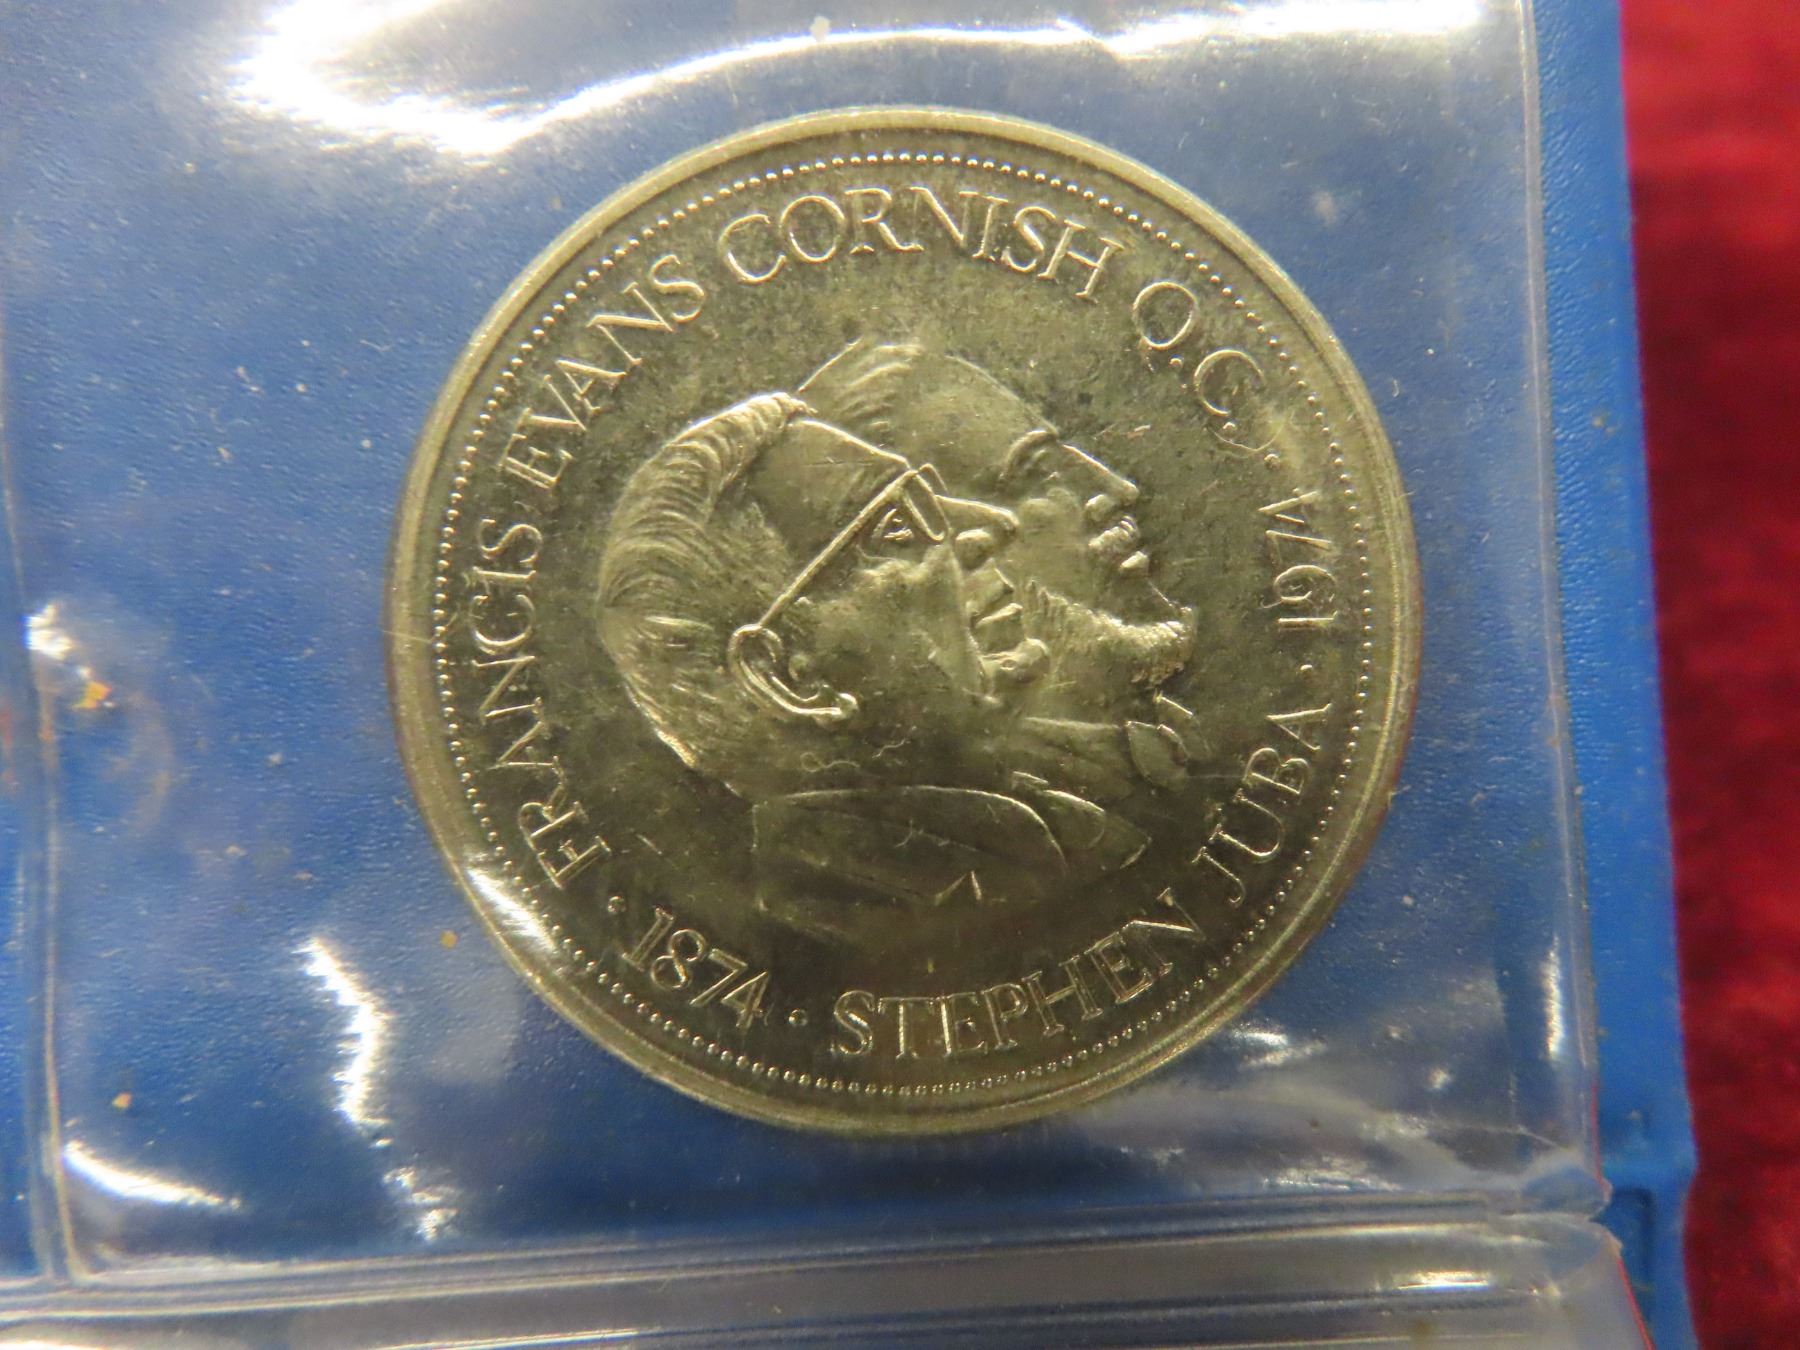 FRANCIS EVANS CORNISH O.C. · 1974
· 1874 · STEPHEN JUBA ·